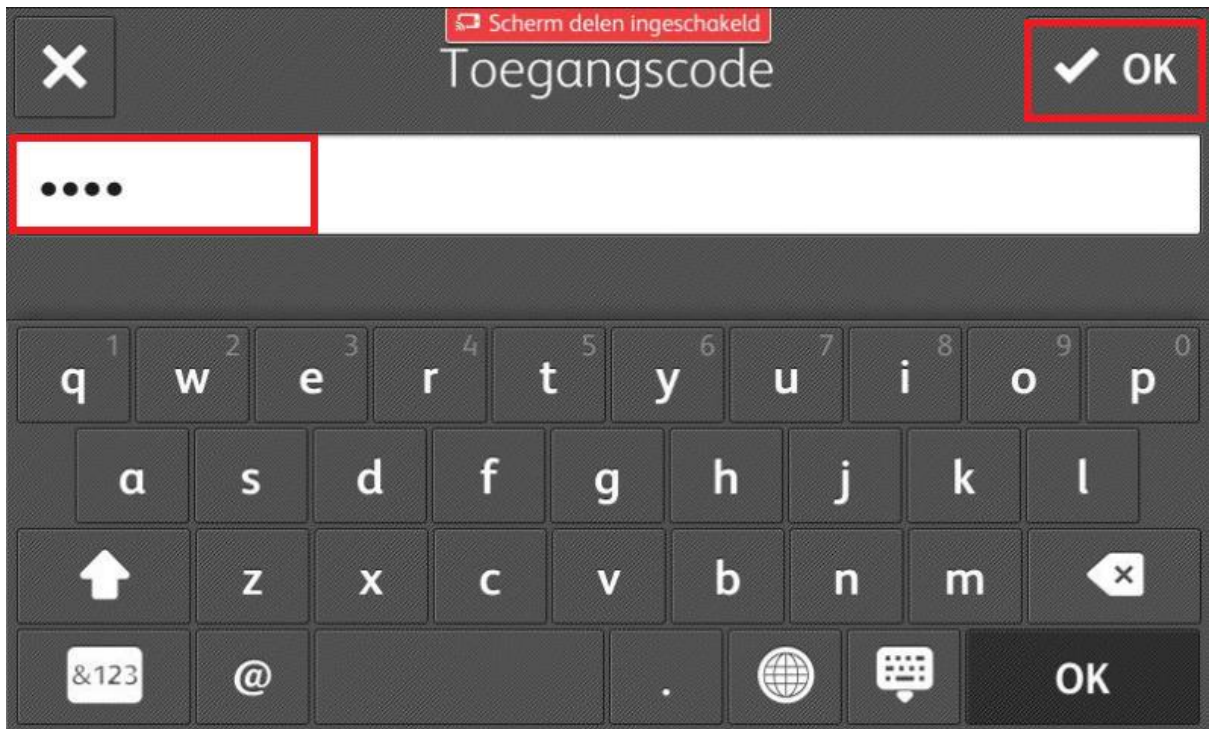 Scherm delen ingeschakeld
Toegangscode
OK
••••
1 2 3 4 5 6 7 8 9 0
q w e r t y u i o p
a s d f g h j k l
z x c v b n m
&123 @ . OK